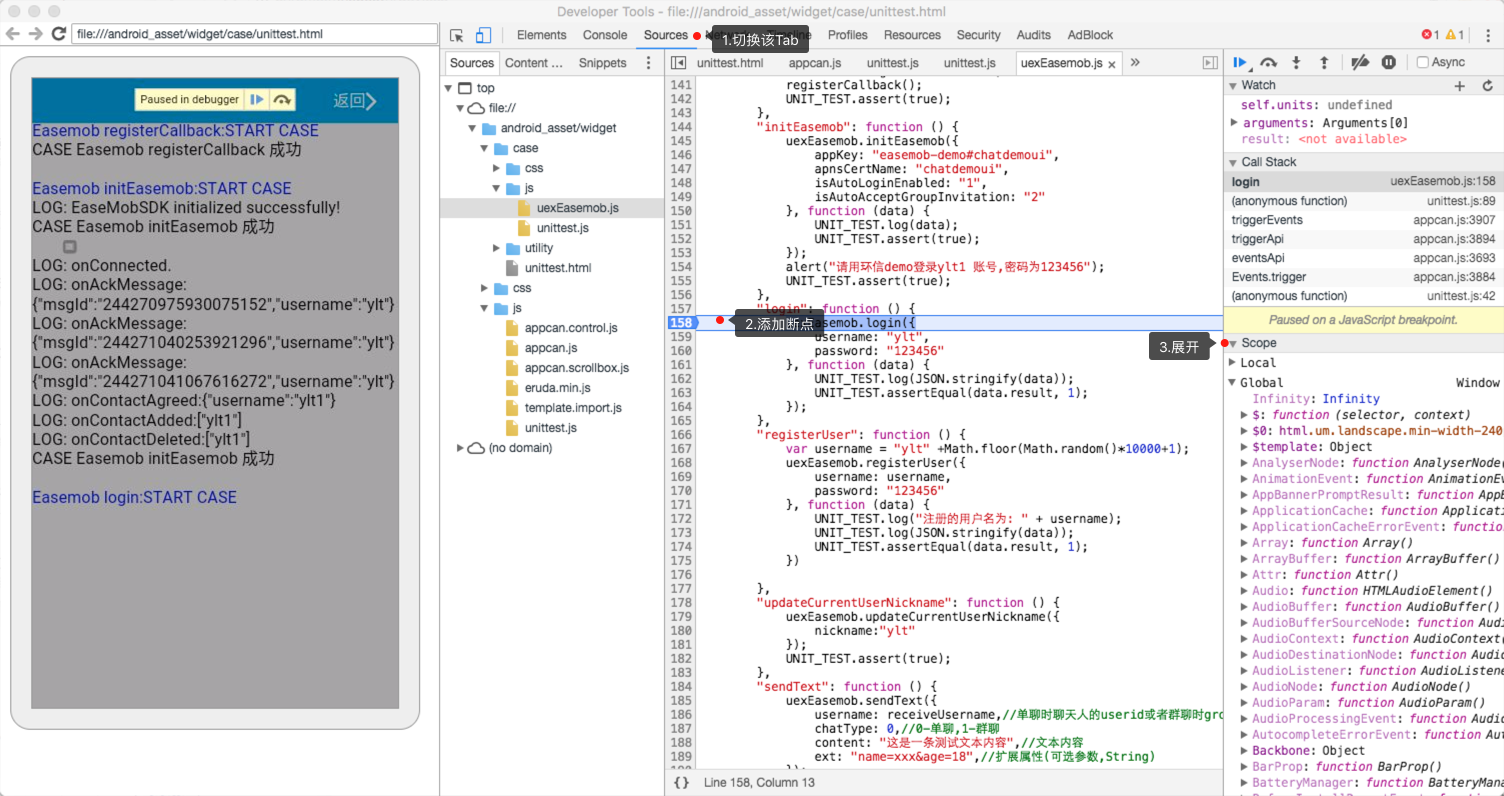 Developer Tools - file:///android_asset/widget/case/unittest.html
file:///android_asset/widget/case/unittest.html
Elements Console Sources Timeline Profiles Resources Security Audits AdBlock
1 1
1.切换该Tab
Paused in debugger
返回
Easemob registerCallback:START CASE
CASE Easemob registerCallback 成功
Easemob initEasemob:START CASE
LOG: EaseMobSDK initialized successfully!
CASE Easemob initEasemob 成功
LOG: onConnected.
LOG: onAckMessage:
{"msgId":"244270975930075152","username":"ylt"}
LOG: onAckMessage:
{"msgId":"244271040253921296","username":"ylt"}
LOG: onAckMessage:
{"msgId":"244271041067616272","username":"ylt"}
LOG: onContactAgreed:{"username":"ylt1"}
LOG: onContactAdded:["ylt1"]
LOG: onContactDeleted:["ylt1"]
CASE Easemob initEasemob 成功
Easemob login:START CASE
Sources Content ... Snippets
top
file://
android_asset/widget
case
css
js
uexEasemob.js
unittest.js
utility
unittest.html
css
js
appcan.control.js
appcan.js
appcan.scrollbox.js
eruda.min.js
template.import.js
unittest.js
(no domain)
unittest.html appcan.js unittest.js unittest.js uexEasemob.js × »
141 registerCallback();
142 UNIT_TEST.assert(true);
143 },
144 "initEasemob": function () {
145 uexEasemob.initEasemob({
146 appKey: "easemob-demo#chatdemoui",
147 apnsCertName: "chatdemoui",
148 isAutoLoginEnabled: "1",
149 isAutoAcceptGroupInvitation: "2"
150 }, function (data) {
151 UNIT_TEST.log(data);
152 UNIT_TEST.assert(true);
153 });
154 alert("请用环信demo登录ylt1 账号,密码为123456");
155 UNIT_TEST.assert(true);
156 },
157 "login": function () {
158 asemob.login({
2.添加断点
159 username: "ylt",
160 password: "123456"
161 }, function (data) {
162 UNIT_TEST.log(JSON.stringify(data));
163 UNIT_TEST.assertEqual(data.result, 1);
164 });
165 },
166 "registerUser": function () {
167 var username = "ylt" +Math.floor(Math.random()*10000+1);
168 uexEasemob.registerUser({
169 username: username,
170 password: "123456"
171 }, function (data) {
172 UNIT_TEST.log("注册的用户名为: " + username);
173 UNIT_TEST.log(JSON.stringify(data));
174 UNIT_TEST.assertEqual(data.result, 1);
175 })
176
177 },
178 "updateCurrentUserNickname": function () {
179 uexEasemob.updateCurrentUserNickname({
180 nickname:"ylt"
181 });
182 UNIT_TEST.assert(true);
183 },
184 "sendText": function () {
185 uexEasemob.sendText({
186 username: receiveUsername,//单聊时聊天人的userid或者群聊时gro
187 chatType: 0,//0-单聊,1-群聊
188 content: "这是一条测试文本内容",//文本内容
189 ext: "name=xxx&age=18",//扩展属性(可选参数,String)
{} Line 158, Column 13
Async
Watch
self.units: undefined
arguments: Arguments[0]
result: <not available>
Call Stack
login uexEasemob.js:158
(anonymous function) unittest.js:89
triggerEvents appcan.js:3907
triggerApi appcan.js:3894
eventsApi appcan.js:3693
Events.trigger appcan.js:3884
(anonymous function) unittest.js:42
Paused on a JavaScript breakpoint.
3.展开
Scope
Local
Global Window
Infinity: Infinity
$: function (selector, context)
$0: html.um.landscape.min-width-240
$template: Object
AnalyserNode: function AnalyserNode(
AnimationEvent: function AnimationEv
AppBannerPromptResult: function AppB
ApplicationCache: function Applicati
ApplicationCacheErrorEvent: functio
Array: function Array()
ArrayBuffer: function ArrayBuffer()
Attr: function Attr()
Audio: function HTMLAudioElement()
AudioBuffer: function AudioBuffer()
AudioBufferSourceNode: function Audi
AudioContext: function AudioContext(
AudioDestinationNode: function Audio
AudioListener: function AudioListene
AudioNode: function AudioNode()
AudioParam: function AudioParam()
AudioProcessingEvent: function Audio
AutocompleteErrorEvent: function Aut
Backbone: Object
BarProp: function BarProp()
BatteryManager: function BatteryMana